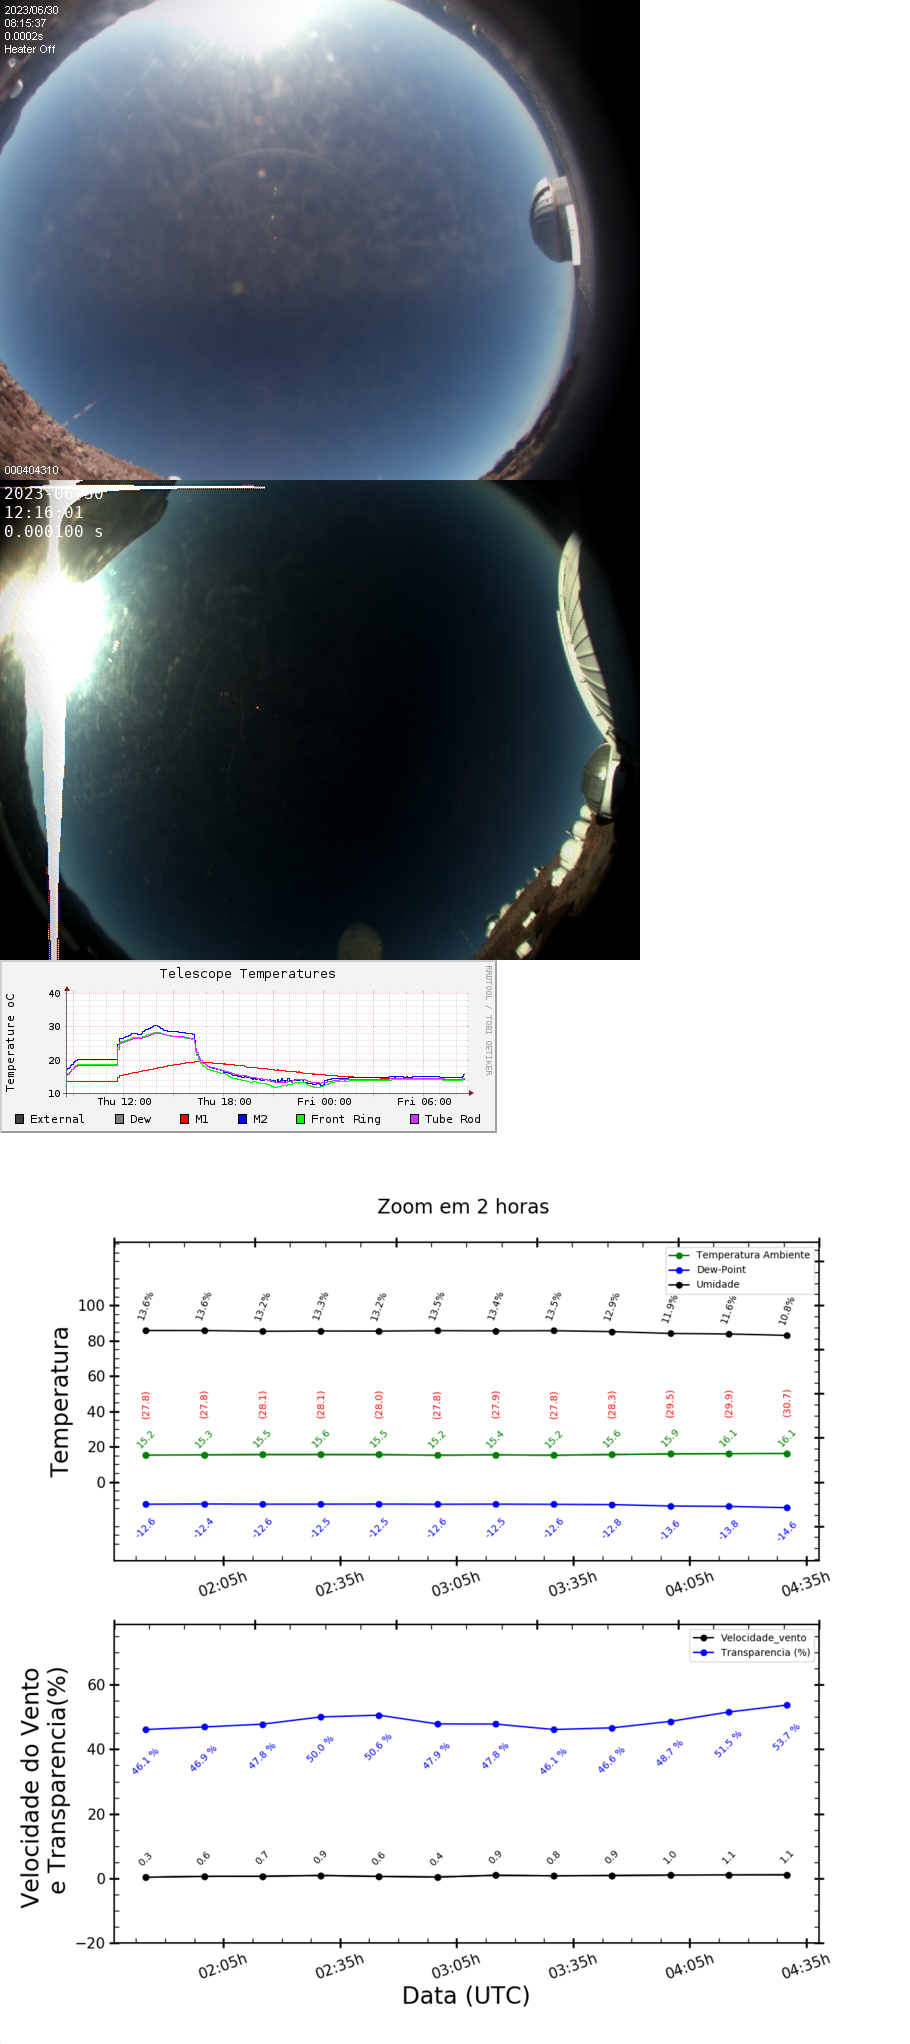 2023/06/30
08:15:37
0.0002s
Heater Off
000404310
2023-06-30
12:16:01
0.000100 s
Telescope Temperatures
RRDTOOL / TOBI OETIKER
Temperature oC
40
30
20
10
Thu 12:00 Thu 18:00 Fri 00:00 Fri 06:00
External Dew M1 M2 Front Ring Tube Rod
Zoom em 2 horas
Temperatura Ambiente
Dew-Point
Umidade
Temperatura
100
80
60
40
20
0
13.6% 13.6% 13.2% 13.3% 13.2% 13.5% 13.4% 13.5% 12.9% 11.9% 11.6% 10.8%
(27.8) (27.8) (28.1) (28.1) (28.0) (27.8) (27.9) (27.8) (28.3) (29.5) (29.9) (30.7)
15.2 15.3 15.5 15.6 15.5 15.2 15.4 15.2 15.6 15.9 16.1 16.1
-12.6 -12.4 -12.6 -12.5 -12.5 -12.6 -12.5 -12.6 -12.8 -13.6 -13.8 -14.6
02:05h 02:35h 03:05h 03:35h 04:05h 04:35h
Velocidade_vento
Transparencia (%)
Velocidade do Vento
e Transparencia(%)
60
40
20
0
−20
46.1 % 46.9 % 47.8 % 50.0 % 50.6 % 47.9 % 47.8 % 46.1 % 46.6 % 48.7 % 51.5 % 53.7 %
0.3 0.6 0.7 0.9 0.6 0.4 0.9 0.8 0.9 1.0 1.1 1.1
02:05h 02:35h 03:05h 03:35h 04:05h 04:35h
Data (UTC)